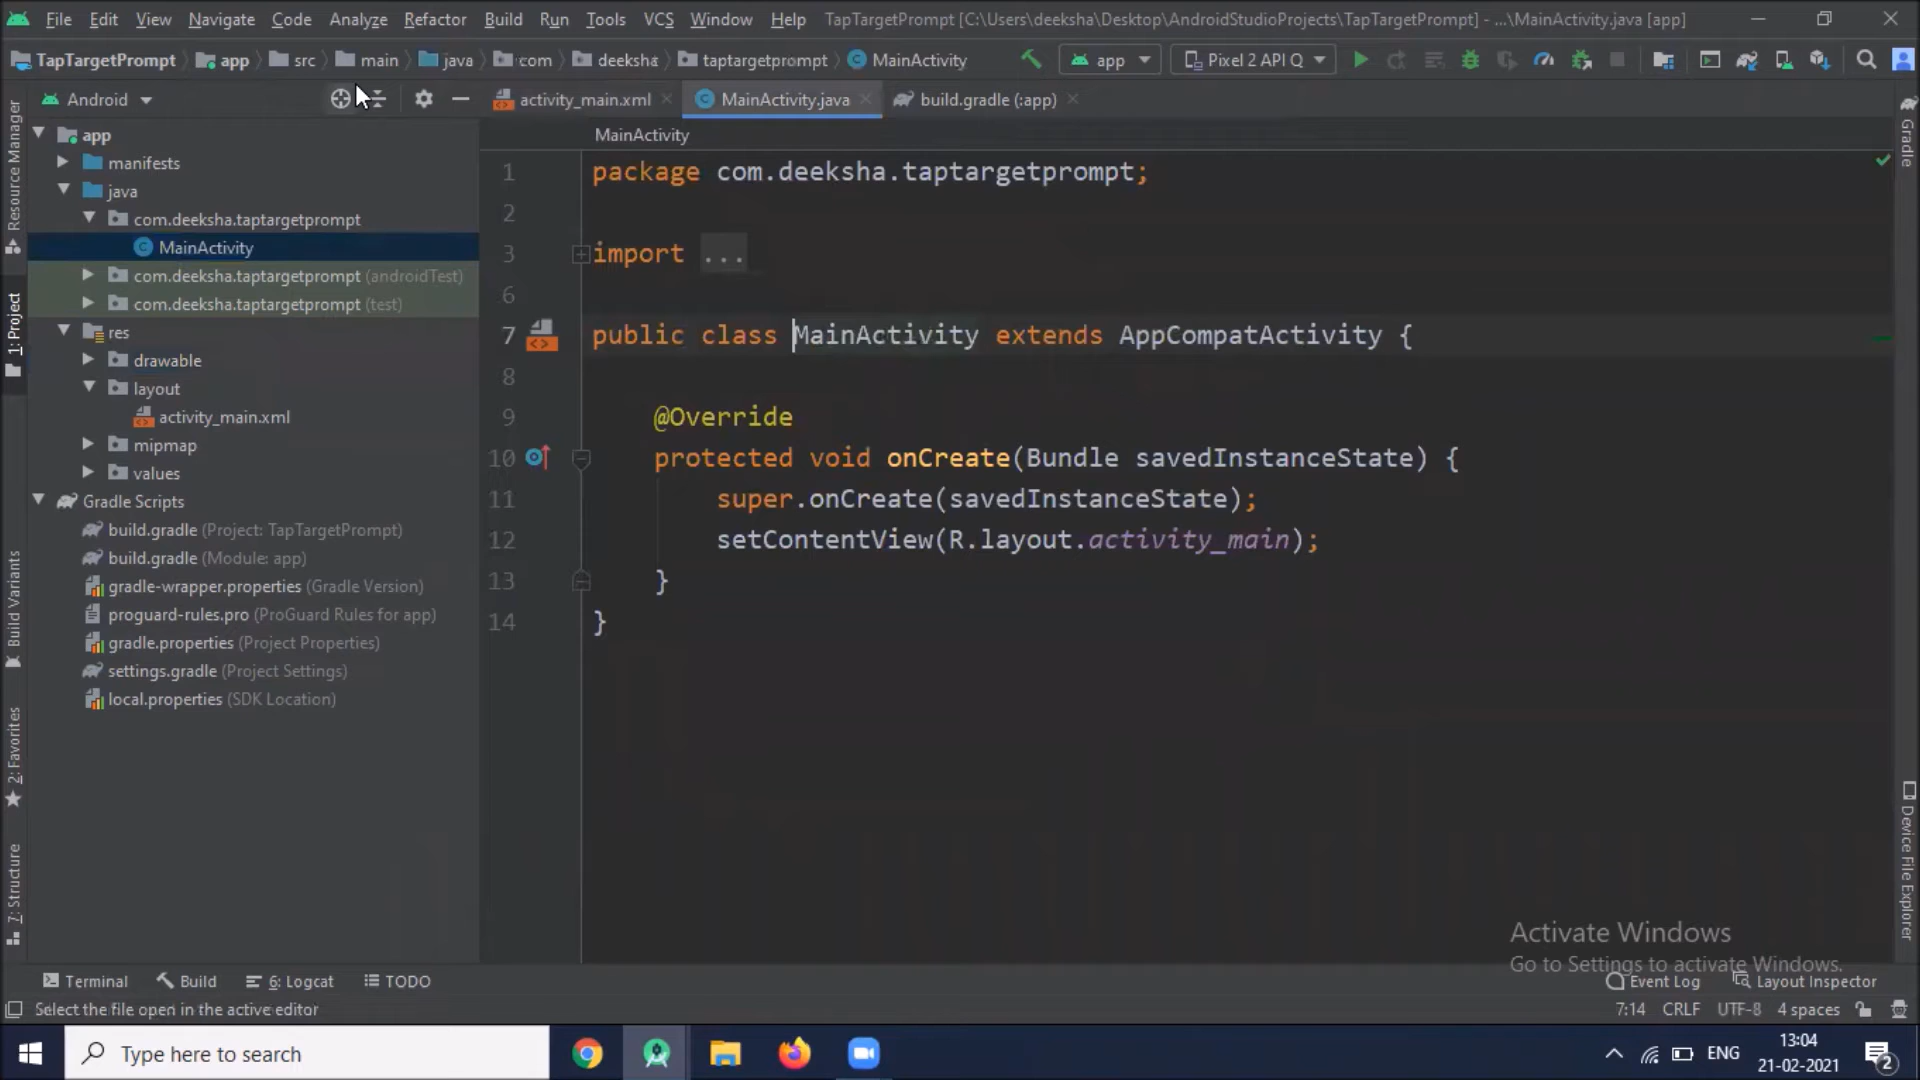 File Edit View Navigate Code Analyze Refactor Build Run Tools VCS Window Help TapTargetPrompt [C:\Users\deeksha\Desktop\AndroidStudioProjects\TapTargetPrompt] - ...\MainActivity.java [app]
TapTargetPrompt app src main java com deeksha taptargetprompt MainActivity app Pixel 2 API Q
Android activity_main.xml MainActivity.java build.gradle (:app)
MainActivity
app
manifests
java
com.deeksha.taptargetprompt
MainActivity
com.deeksha.taptargetprompt (androidTest)
com.deeksha.taptargetprompt (test)
res
drawable
layout
activity_main.xml
mipmap
values
Gradle Scripts
build.gradle (Project: TapTargetPrompt)
build.gradle (Module: app)
gradle-wrapper.properties (Gradle Version)
proguard-rules.pro (ProGuard Rules for app)
gradle.properties (Project Properties)
settings.gradle (Project Settings)
local.properties (SDK Location)
1 package com.deeksha.taptargetprompt;
2
3 import ...
6
7 public class MainActivity extends AppCompatActivity {
8
9 @Override
10 protected void onCreate(Bundle savedInstanceState) {
11 super.onCreate(savedInstanceState);
12 setContentView(R.layout.activity_main);
13 }
14 }
Resource Manager
1: Project
Build Variants
2: Favorites
7: Structure
Gradle
Device File Explorer
Activate Windows
Go to Settings to activate Windows.
Terminal Build 6: Logcat TODO Event Log Layout Inspector
Select the file open in the active editor 7:14 CRLF UTF-8 4 spaces
Type here to search ENG 13:04
21-02-2021 2